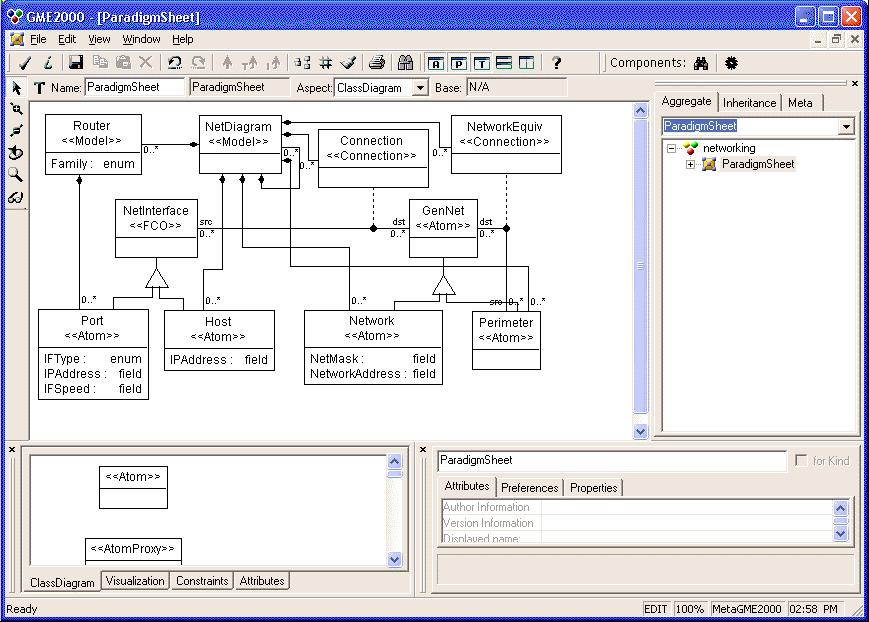 GME2000 - [ParadigmSheet]
File Edit View Window Help
A P T ? Components:
T Name: ParadigmSheet ParadigmSheet Aspect: ClassDiagram Base: N/A
Router
<<Model>>
Family : enum
0..*
NetDiagram
<<Model>>
0..*
0..*
Connection
<<Connection>>
0..*
NetworkEquiv
<<Connection>>
NetInterface
<<FCO>>
src
0..*
dst
0..*
GenNet
<<Atom>>
dst
0..*
0..*
0..*
0..*
src 0..*
0..*
Port
<<Atom>>
IFType : enum
IPAddress : field
IFSpeed : field
Host
<<Atom>>
IPAddress : field
Network
<<Atom>>
NetMask : field
NetworkAddress : field
Perimeter
<<Atom>>
Aggregate Inheritance Meta
ParadigmSheet
networking
ParadigmSheet
<<Atom>>
<<AtomProxy>>
ClassDiagram Visualization Constraints Attributes
ParadigmSheet for Kind
Attributes Preferences Properties
Author Information
Version Information
Displayed name:
Ready EDIT 100% MetaGME2000 02:58 PM